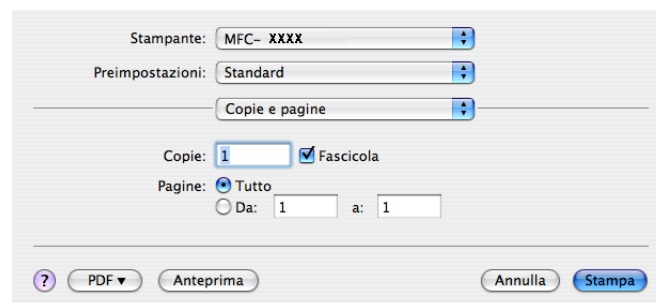 Stampante: MFC- XXXX
Preimpostazioni: Standard
Copie e pagine
Copie: 1 Fascicola
Pagine: Tutto
Da: 1 a: 1
? PDF▼ Anteprima Annulla Stampa